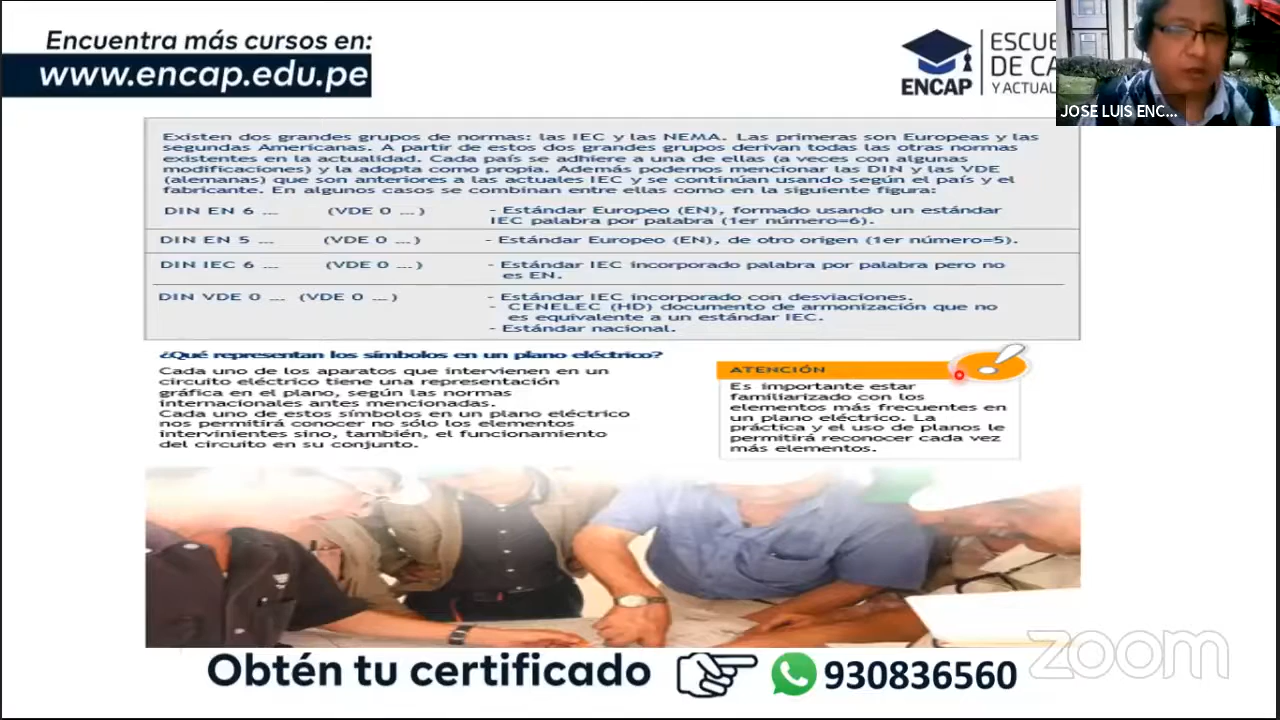 Encuentra más cursos en:
www.encap.edu.pe
ENCAP
ESCUE
DE CA
Y ACTUAL
JOSE LUIS ENC...
Existen dos grandes grupos de normas: las IEC y las NEMA. Las primeras son Europeas y las
segundas Americanas. A partir de estos dos grandes grupos derivan todas las otras normas
existentes en la actualidad. Cada país se adhiere a una de ellas (a veces con algunas
modificaciones) y la adopta como propia. Además podemos mencionar las DIN y las VDE
(alemanas) que son anteriores a las actuales IEC y se continúan usando según el país y el
fabricante. En algunos casos se combinan entre ellas como en la siguiente figura:
DIN EN 6 ... (VDE 0 ...) - Estándar Europeo (EN), formado usando un estándar
IEC palabra por palabra (1er número=6).
DIN EN 5 ... (VDE 0 ...) - Estándar Europeo (EN), de otro origen (1er número=5).
DIN IEC 6 ... (VDE 0 ...) - Estándar IEC incorporado palabra por palabra pero no
es EN.
DIN VDE 0 ... (VDE 0 ...) - Estándar IEC incorporado con desviaciones.
- CENELEC (HD) documento de armonización que no
es equivalente a un estándar IEC.
- Estándar nacional.
¿Qué representan los símbolos en un plano eléctrico?
Cada uno de los aparatos que intervienen en un
circuito eléctrico tiene una representación
gráfica en el plano, según las normas
internacionales antes mencionadas.
Cada uno de estos símbolos en un plano eléctrico
nos permitirá conocer no sólo los elementos
intervinientes sino, también, el funcionamiento
del circuito en su conjunto.
ATENCIÓN
Es importante estar
familiarizado con los
elementos más frecuentes en
un plano eléctrico. La
práctica y el uso de planos le
permitirá reconocer cada vez
más elementos.
Obtén tu certificado
930836560
zoom